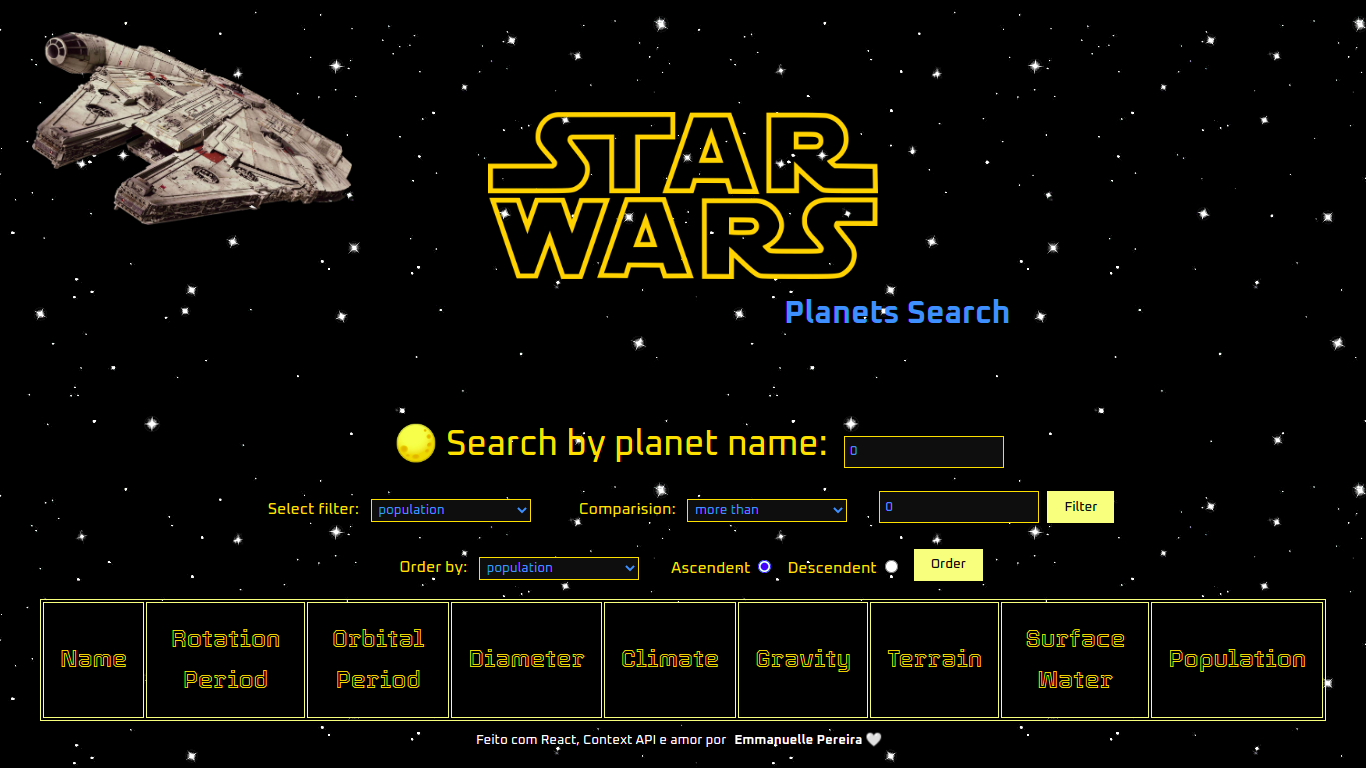 STAR
WARS
Planets Search
Search by planet name: 0
Select filter: population Comparision: more than 0 Filter
Order by: population Ascendent Descendent Order
Name Rotation Period Orbital Period Diameter Climate Gravity Terrain Surface Water Population
Feito com React, Context API e amor por Emmanuelle Pereira 🤍